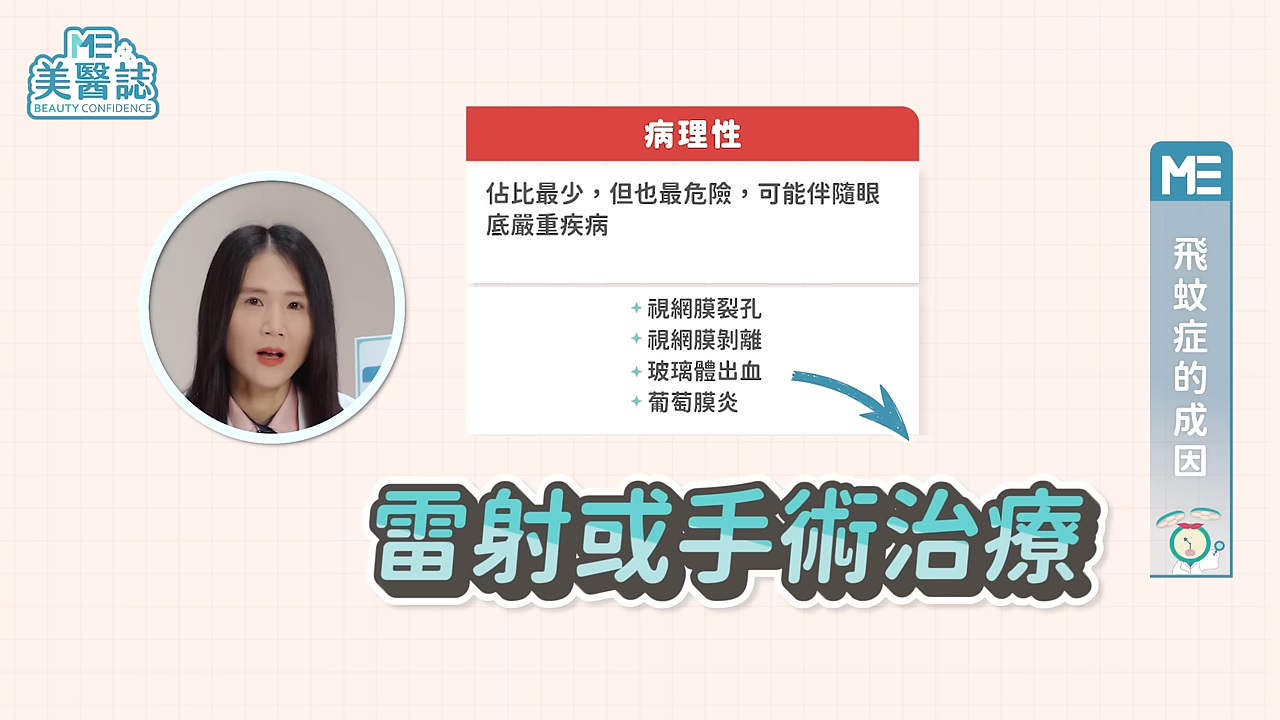 ME
美醫誌
BEAUTY CONFIDENCE
病理性
佔比最少，但也最危險，可能伴隨眼
底嚴重疾病
視網膜裂孔
視網膜剝離
玻璃體出血
葡萄膜炎
雷射或手術治療
ME
飛蚊症的成因